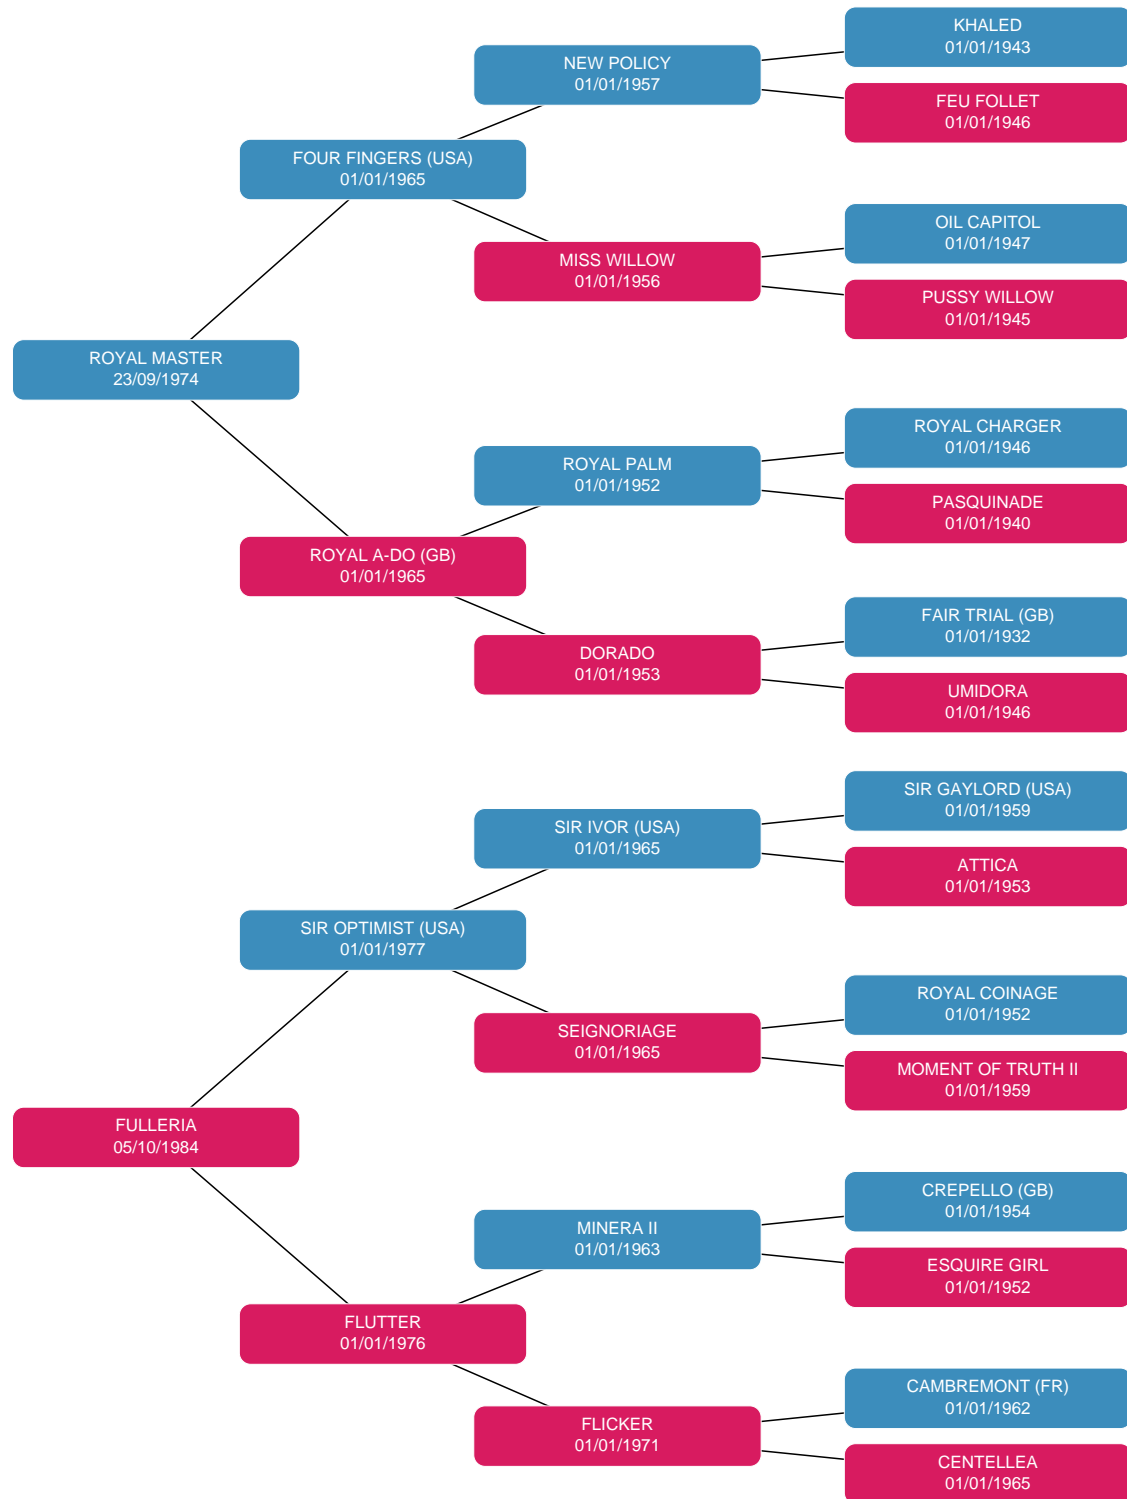 KHALED
01/01/1943
NEW POLICY
01/01/1957
FEU FOLLET
01/01/1946
FOUR FINGERS (USA)
01/01/1965
OIL CAPITOL
01/01/1947
MISS WILLOW
01/01/1956
PUSSY WILLOW
01/01/1945
ROYAL MASTER
23/09/1974
ROYAL CHARGER
01/01/1946
ROYAL PALM
01/01/1952
PASQUINADE
01/01/1940
ROYAL A-DO (GB)
01/01/1965
FAIR TRIAL (GB)
01/01/1932
DORADO
01/01/1953
UMIDORA
01/01/1946
SIR GAYLORD (USA)
01/01/1959
SIR IVOR (USA)
01/01/1965
ATTICA
01/01/1953
SIR OPTIMIST (USA)
01/01/1977
ROYAL COINAGE
01/01/1952
SEIGNORIAGE
01/01/1965
MOMENT OF TRUTH II
01/01/1959
FULLERIA
05/10/1984
CREPELLO (GB)
01/01/1954
MINERA II
01/01/1963
ESQUIRE GIRL
01/01/1952
FLUTTER
01/01/1976
CAMBREMONT (FR)
01/01/1962
FLICKER
01/01/1971
CENTELLEA
01/01/1965